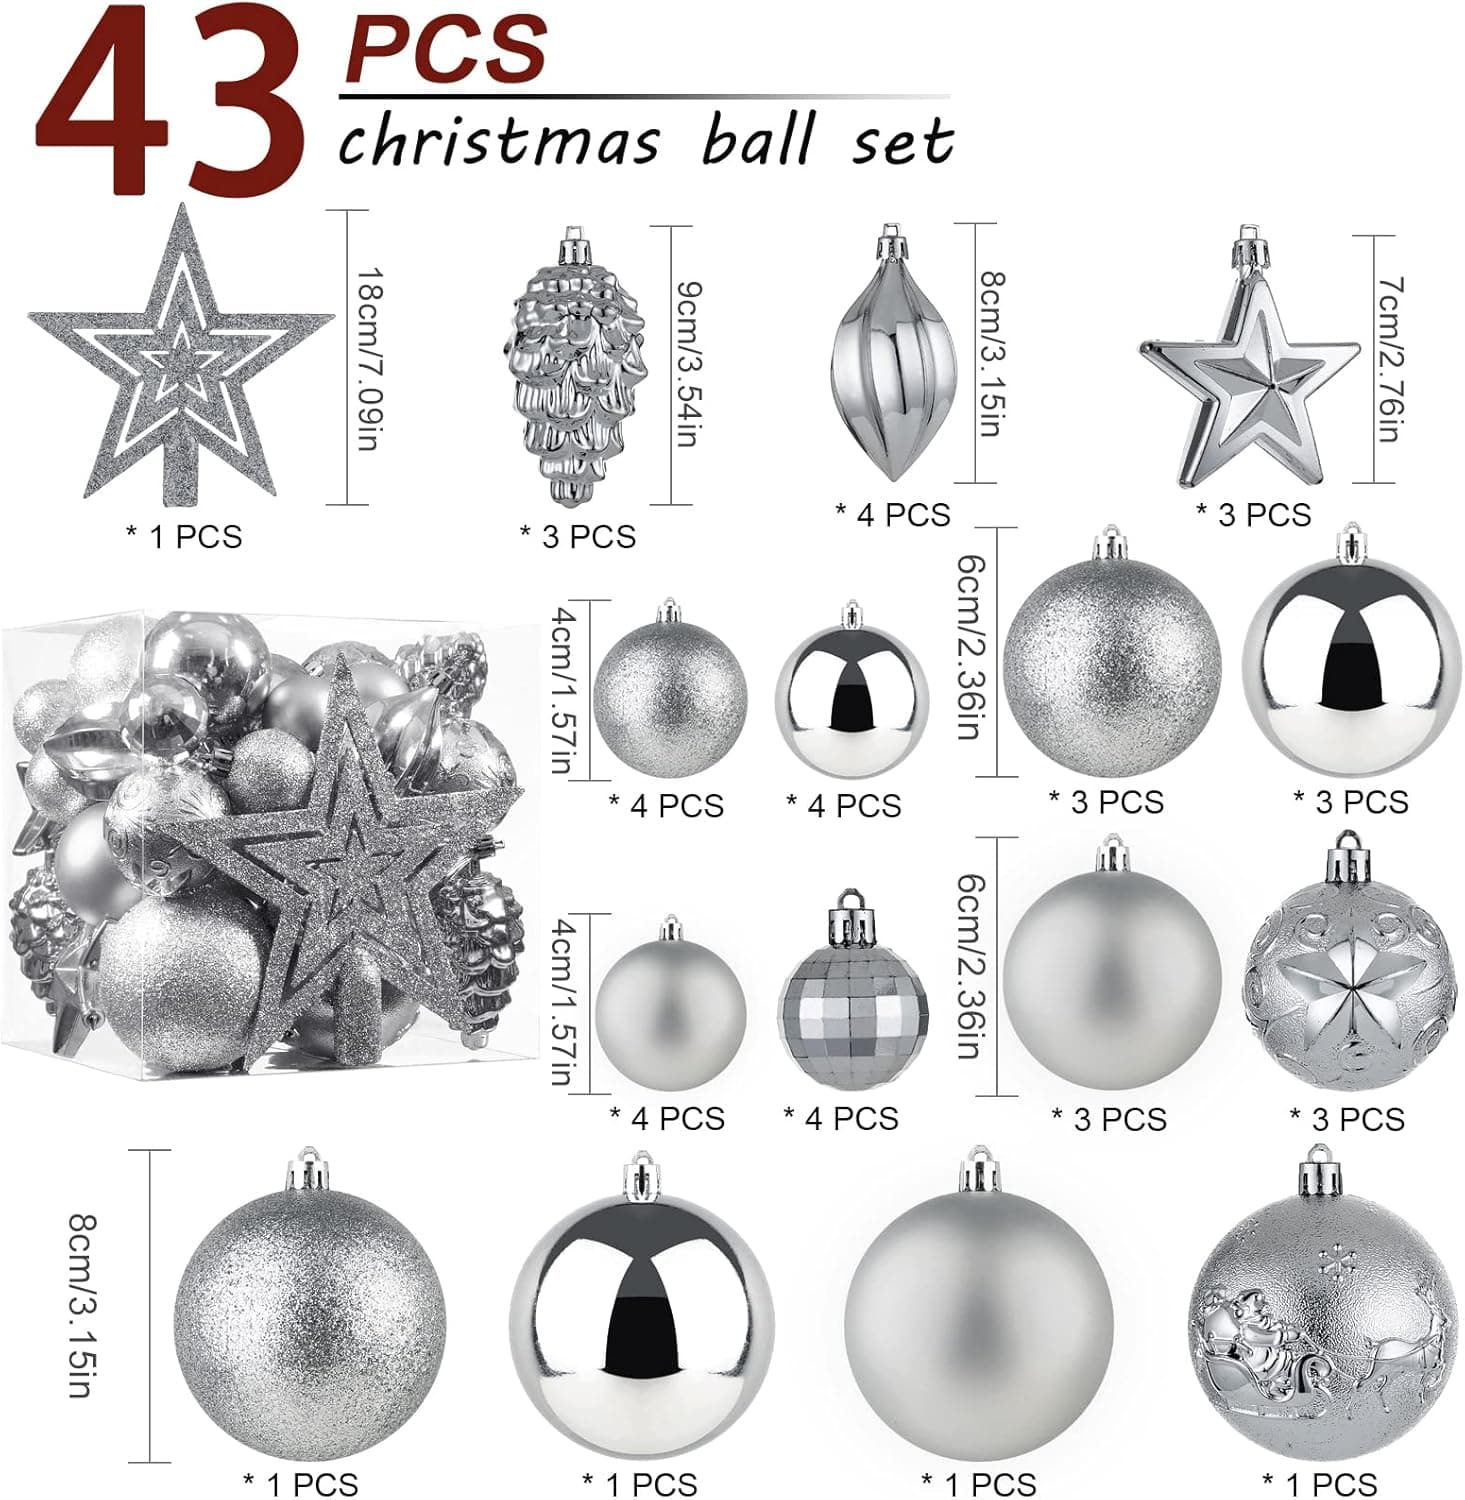 43 PCS
christmas ball set
18cm/7.09in
* 1 PCS
9cm/3.54in
* 3 PCS
8cm/3.15in
* 4 PCS
7cm/2.76in
* 3 PCS
4cm/1.57in
* 4 PCS
* 4 PCS
6cm/2.36in
* 3 PCS
* 3 PCS
4cm/1.57in
* 4 PCS
* 4 PCS
6cm/2.36in
* 3 PCS
* 3 PCS
8cm/3.15in
* 1 PCS
* 1 PCS
* 1 PCS
* 1 PCS